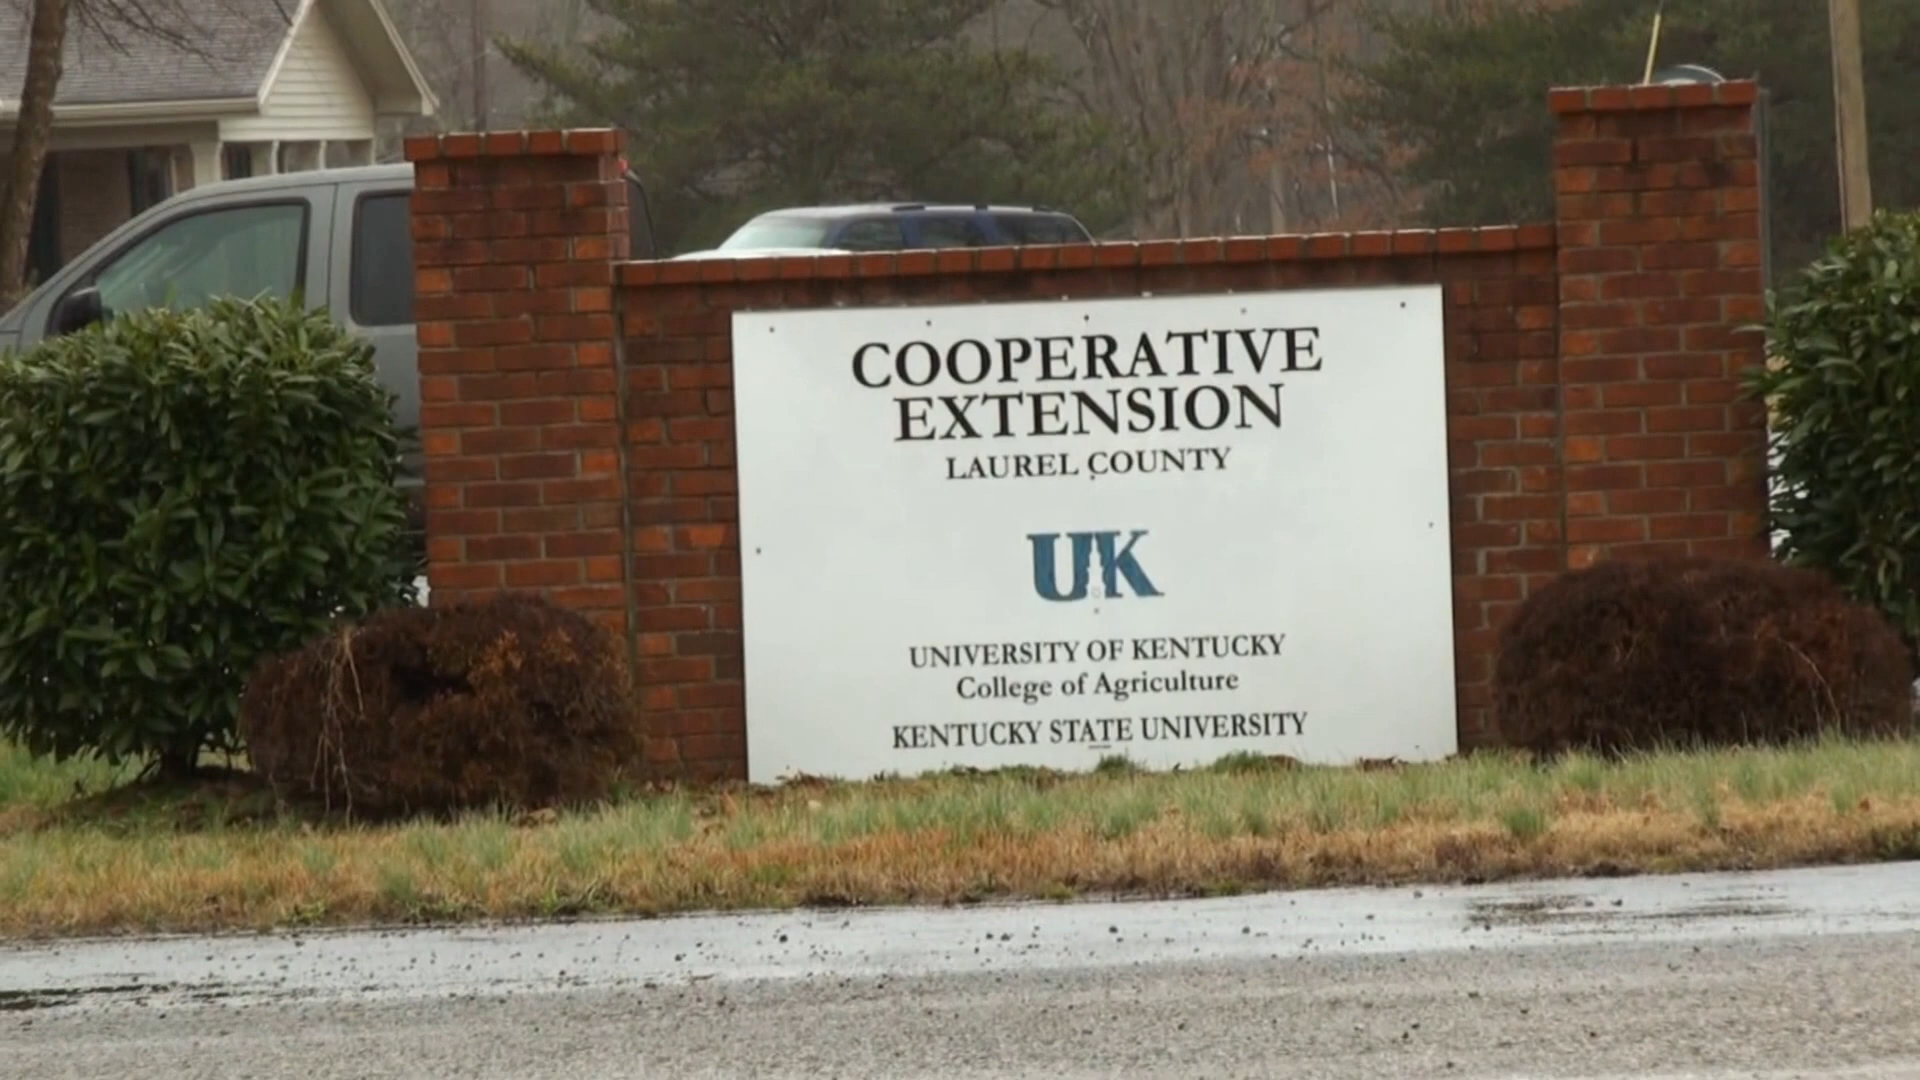 COOPERATIVE
EXTENSION
LAUREL COUNTY
UK
UNIVERSITY OF KENTUCKY
College of Agriculture
KENTUCKY STATE UNIVERSITY